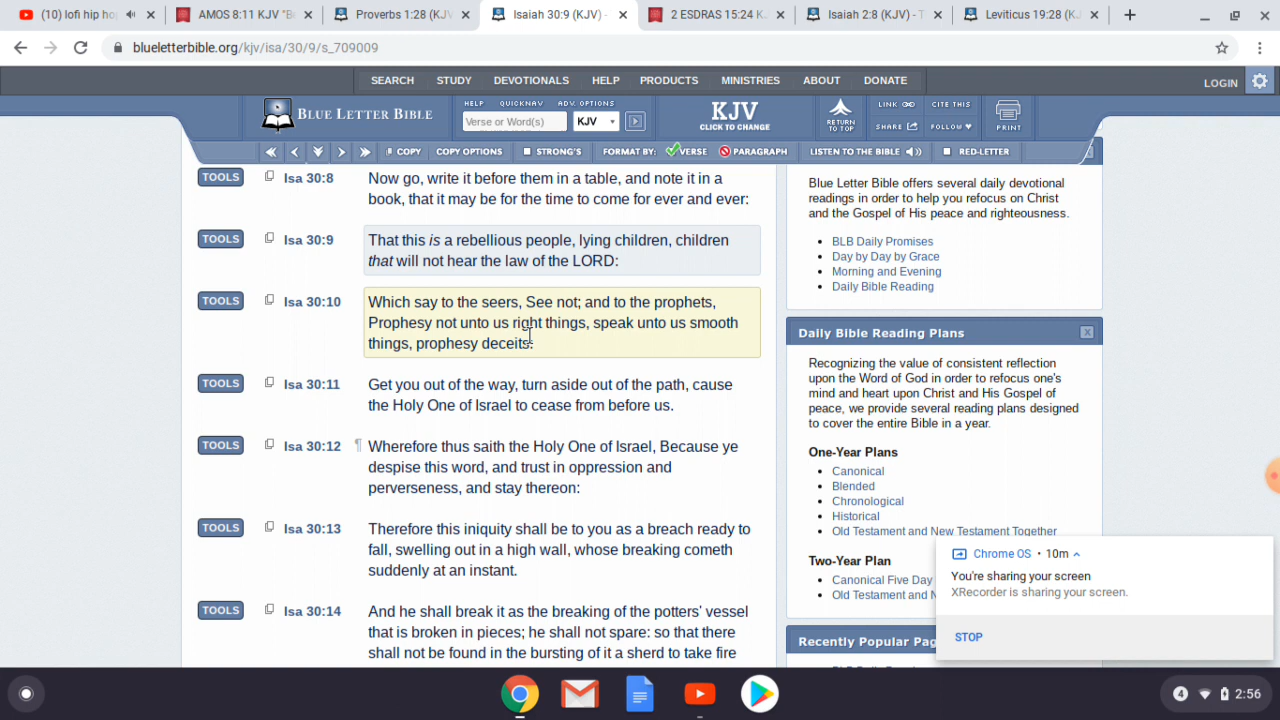 (10) lofi hip ho
AMOS 8:11 KJV "Be
Proverbs 1:28 (KJV
Isaiah 30:9 (KJV) -
2 ESDRAS 15:24 K
Isaiah 2:8 (KJV) - T
Leviticus 19:28 (KJ
blueletterbible.org/kjv/isa/30/9/s_709009
SEARCH STUDY DEVOTIONALS HELP PRODUCTS MINISTRIES ABOUT DONATE
LOGIN
BLUE LETTER BIBLE
HELP QUICKNAV ADV. OPTIONS
Verse or Word(s)
KJV
KJV
CLICK TO CHANGE
RETURN
TO TOP
LINK CITE THIS
SHARE FOLLOW
PRINT
COPY COPY OPTIONS STRONG'S FORMAT BY: VERSE PARAGRAPH LISTEN TO THE BIBLE RED-LETTER
TOOLS Isa 30:8 Now go, write it before them in a table, and note it in a
book, that it may be for the time to come for ever and ever:
TOOLS Isa 30:9 That this is a rebellious people, lying children, children
that will not hear the law of the LORD:
TOOLS Isa 30:10 Which say to the seers, See not; and to the prophets,
Prophesy not unto us right things, speak unto us smooth
things, prophesy deceits:
TOOLS Isa 30:11 Get you out of the way, turn aside out of the path, cause
the Holy One of Israel to cease from before us.
TOOLS Isa 30:12 ¶ Wherefore thus saith the Holy One of Israel, Because ye
despise this word, and trust in oppression and
perverseness, and stay thereon:
TOOLS Isa 30:13 Therefore this iniquity shall be to you as a breach ready to
fall, swelling out in a high wall, whose breaking cometh
suddenly at an instant.
TOOLS Isa 30:14 And he shall break it as the breaking of the potters' vessel
that is broken in pieces; he shall not spare: so that there
shall not be found in the bursting of it a sherd to take fire
Blue Letter Bible offers several daily devotional
readings in order to help you refocus on Christ
and the Gospel of His peace and righteousness.
BLB Daily Promises
Day by Day by Grace
Morning and Evening
Daily Bible Reading
Daily Bible Reading Plans
Recognizing the value of consistent reflection
upon the Word of God in order to refocus one's
mind and heart upon Christ and His Gospel of
peace, we provide several reading plans designed
to cover the entire Bible in a year.
One-Year Plans
Canonical
Blended
Chronological
Historical
Old Testament and New Testament Together
Two-Year Plan
Canonical Five Day
Old Testament and N
Recently Popular Pag
Chrome OS • 10m
You're sharing your screen
XRecorder is sharing your screen.
STOP
4 2:56